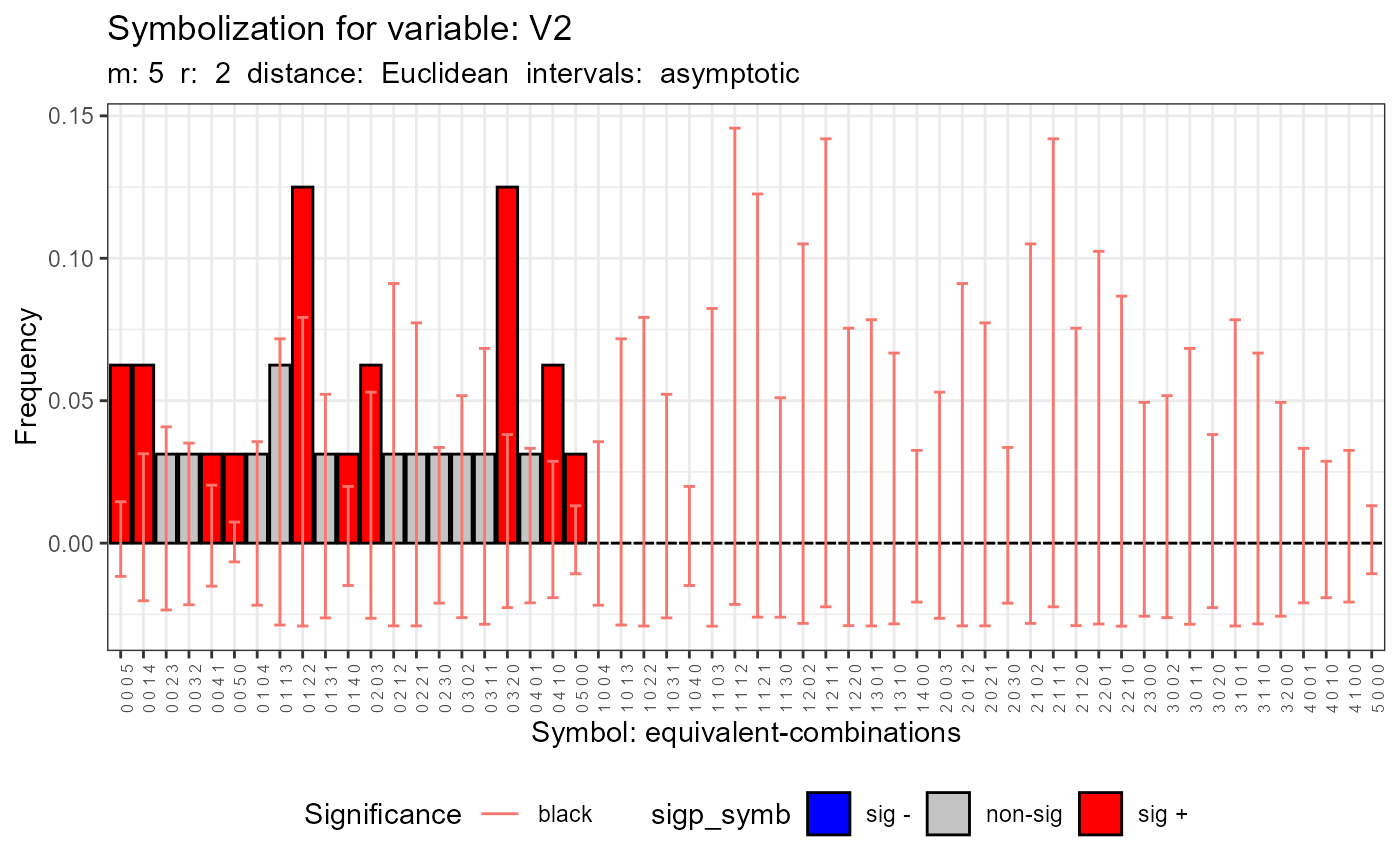 Symbolization for variable: V2
m: 5 r: 2 distance: Euclidean intervals: asymptotic
0.15
0.10
0.05
0.00
Frequency
0 0 0 5
0 0 1 4
0 0 2 3
0 0 3 2
0 0 4 1
0 0 5 0
0 1 0 4
0 1 1 3
0 1 2 2
0 1 3 1
0 1 4 0
0 2 0 3
0 2 1 2
0 2 2 1
0 2 3 0
0 3 0 2
0 3 1 1
0 3 2 0
0 4 0 1
0 4 1 0
0 5 0 0
1 0 0 4
1 0 1 3
1 0 2 2
1 0 3 1
1 0 4 0
1 1 0 3
1 1 1 2
1 1 2 1
1 1 3 0
1 2 0 2
1 2 1 1
1 2 2 0
1 3 0 1
1 3 1 0
1 4 0 0
2 0 0 3
2 0 1 2
2 0 2 1
2 0 3 0
2 1 0 2
2 1 1 1
2 1 2 0
2 2 0 1
2 2 1 0
2 3 0 0
3 0 0 2
3 0 1 1
3 0 2 0
3 1 0 1
3 1 1 0
3 2 0 0
4 0 0 1
4 0 1 0
4 1 0 0
5 0 0 0
Symbol: equivalent-combinations
Significance black sigp_symb sig - non-sig sig +